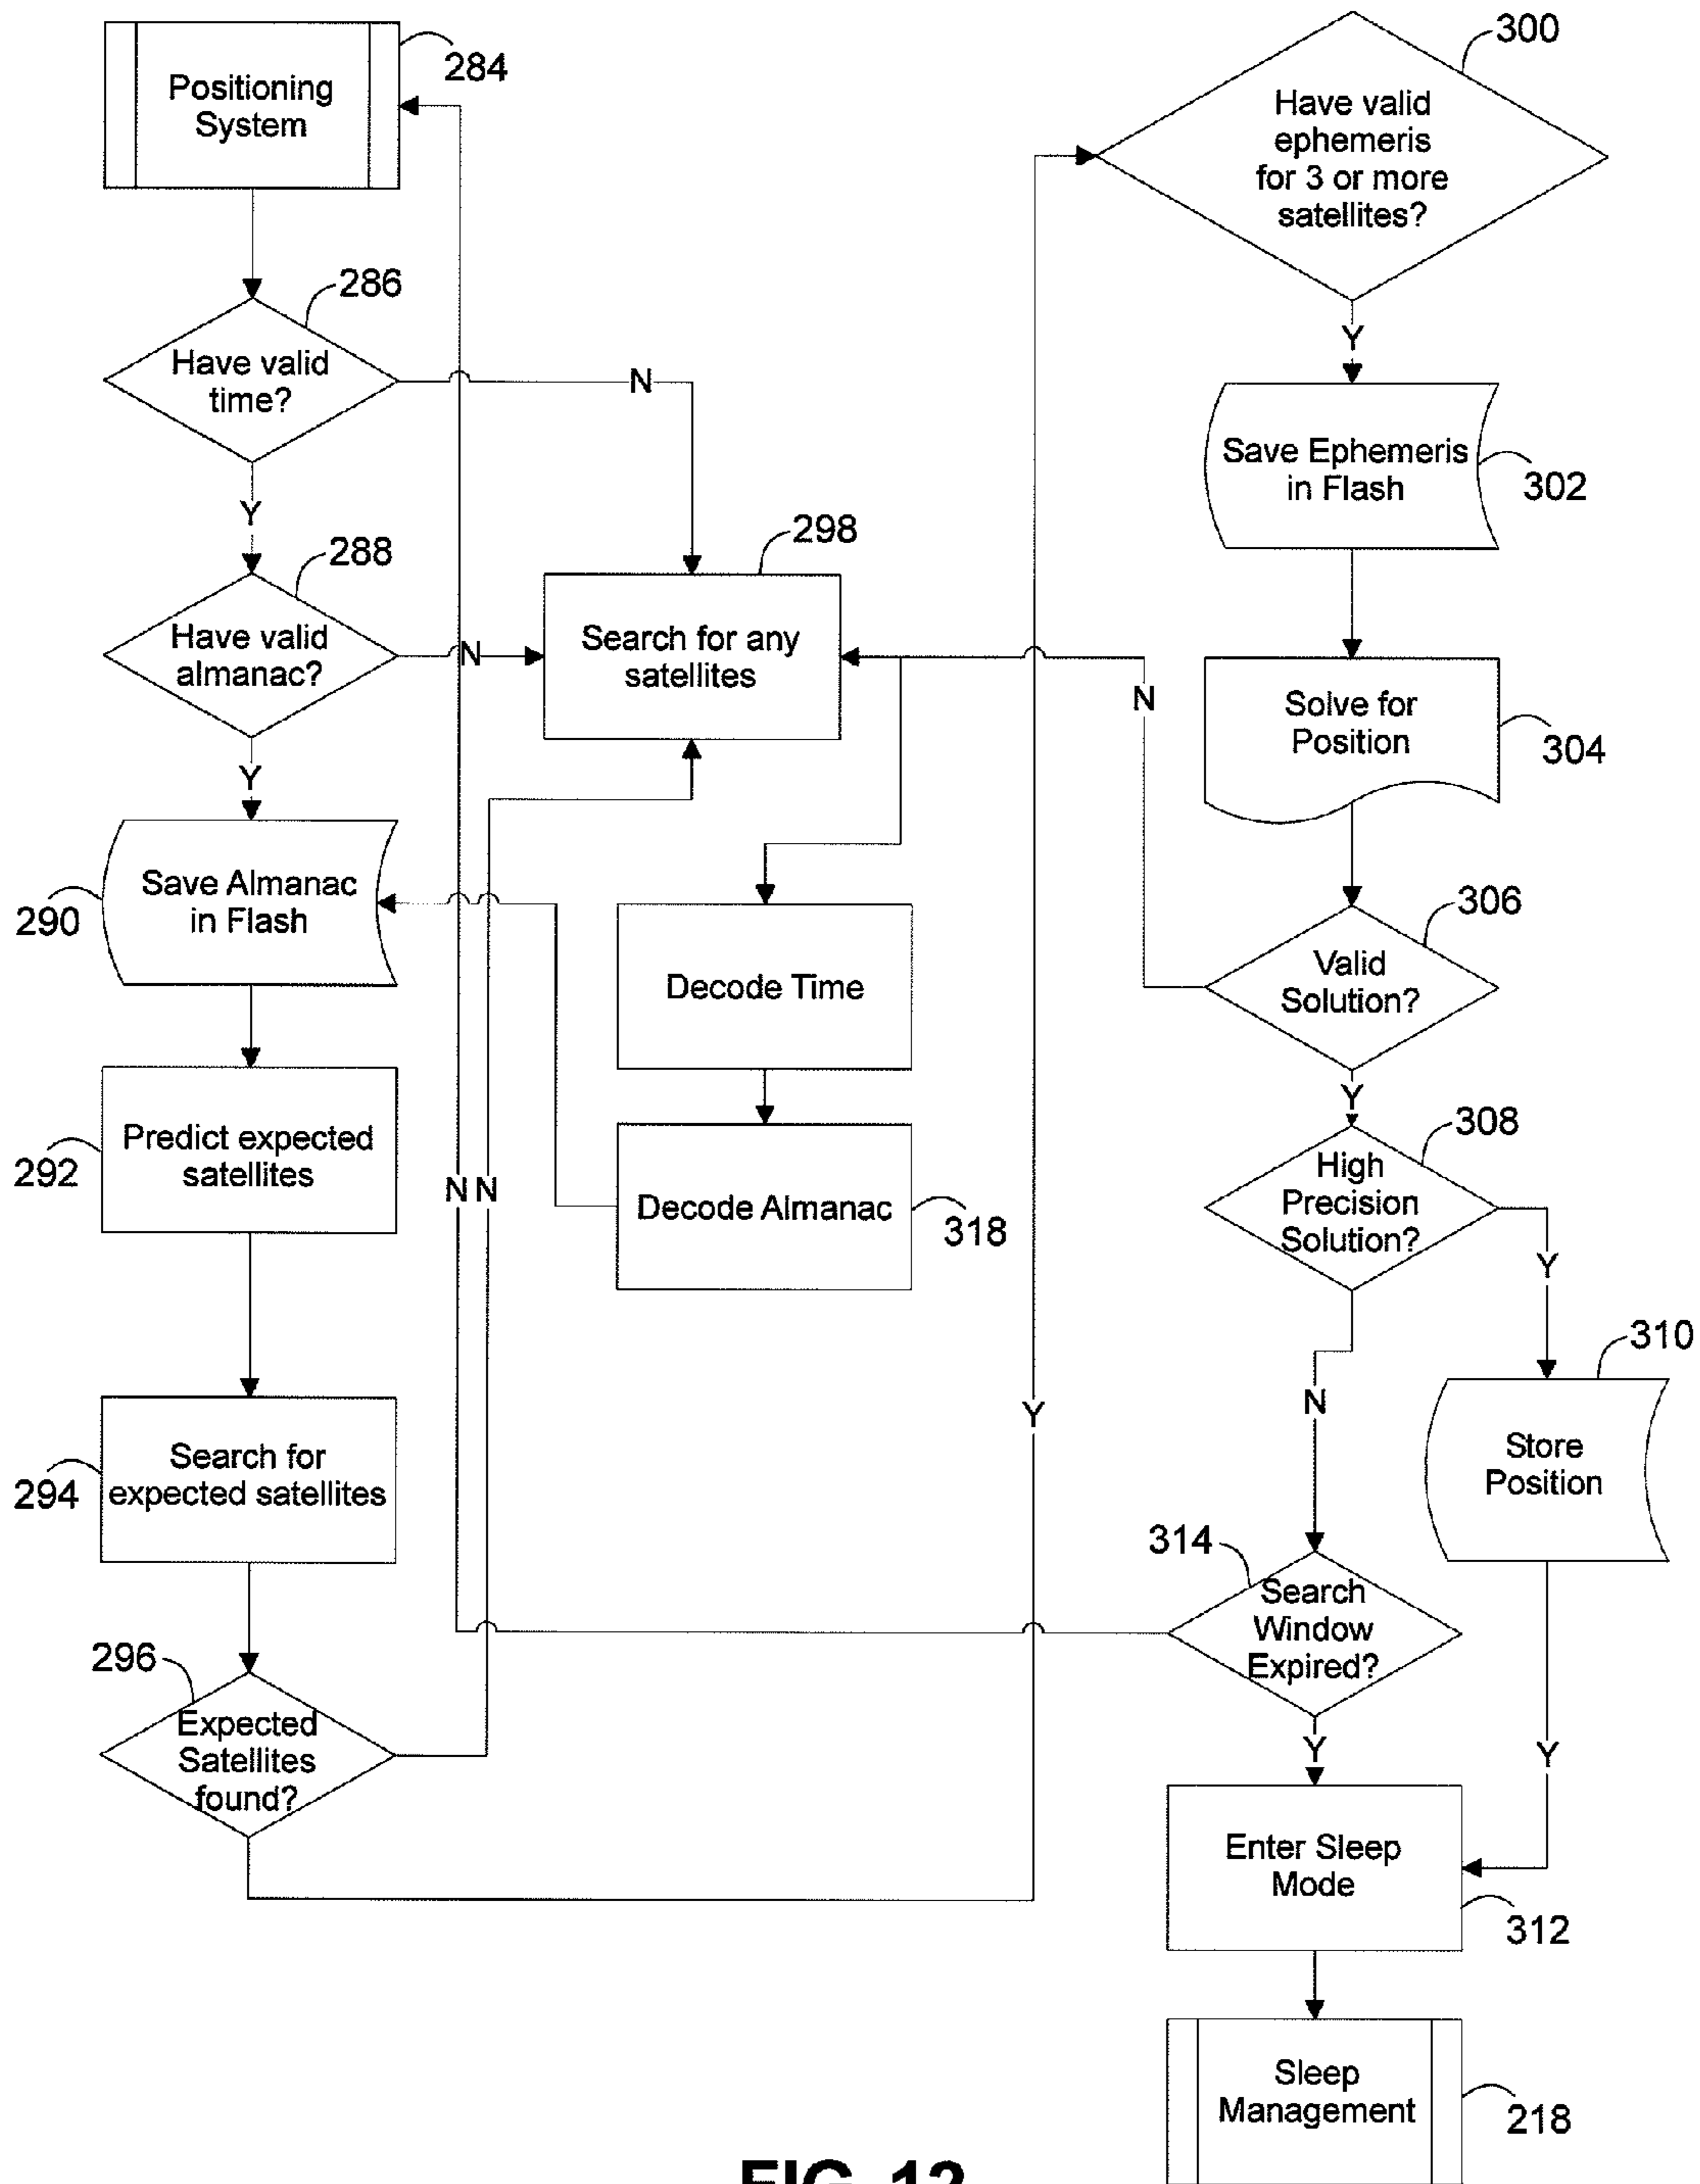 Positioning
System
284
286
Have valid
time?
N
Y
288
Have valid
almanac?
N
Y
290
Save Almanac
in Flash
292
Predict expected
satellites
294
Search for
expected satellites
296
Expected
Satellites
found?
N
N
298
Search for any
satellites
Decode Time
Decode Almanac
318
Y
300
Have valid
ephemeris
for 3 or more
satellites?
Y
Save Ephemeris
in Flash
302
Solve for
Position
304
N
306
Valid
Solution?
Y
308
High
Precision
Solution?
Y
N
310
Store
Position
314
Search
Window
Expired?
Y
Y
Enter Sleep
Mode
312
Sleep
Management
218
FIG. 12